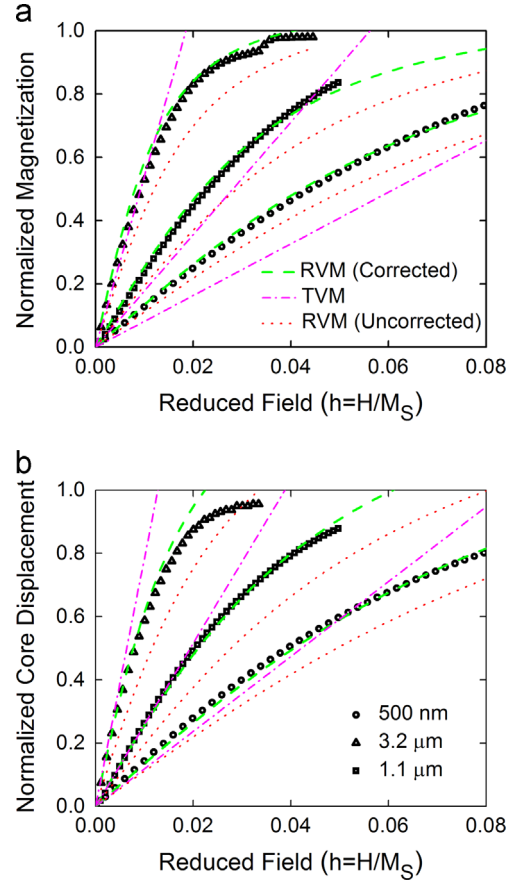 a
1.0
0.8
0.6
0.4
0.2
0.0
Normalized Magnetization
RVM (Corrected)
TVM
RVM (Uncorrected)
0.00 0.02 0.04 0.06 0.08
Reduced Field (h=H/M_S)
b
1.0
0.8
0.6
0.4
0.2
0.0
Normalized Core Displacement
500 nm
3.2 μm
1.1 μm
0.00 0.02 0.04 0.06 0.08
Reduced Field (h=H/M_S)